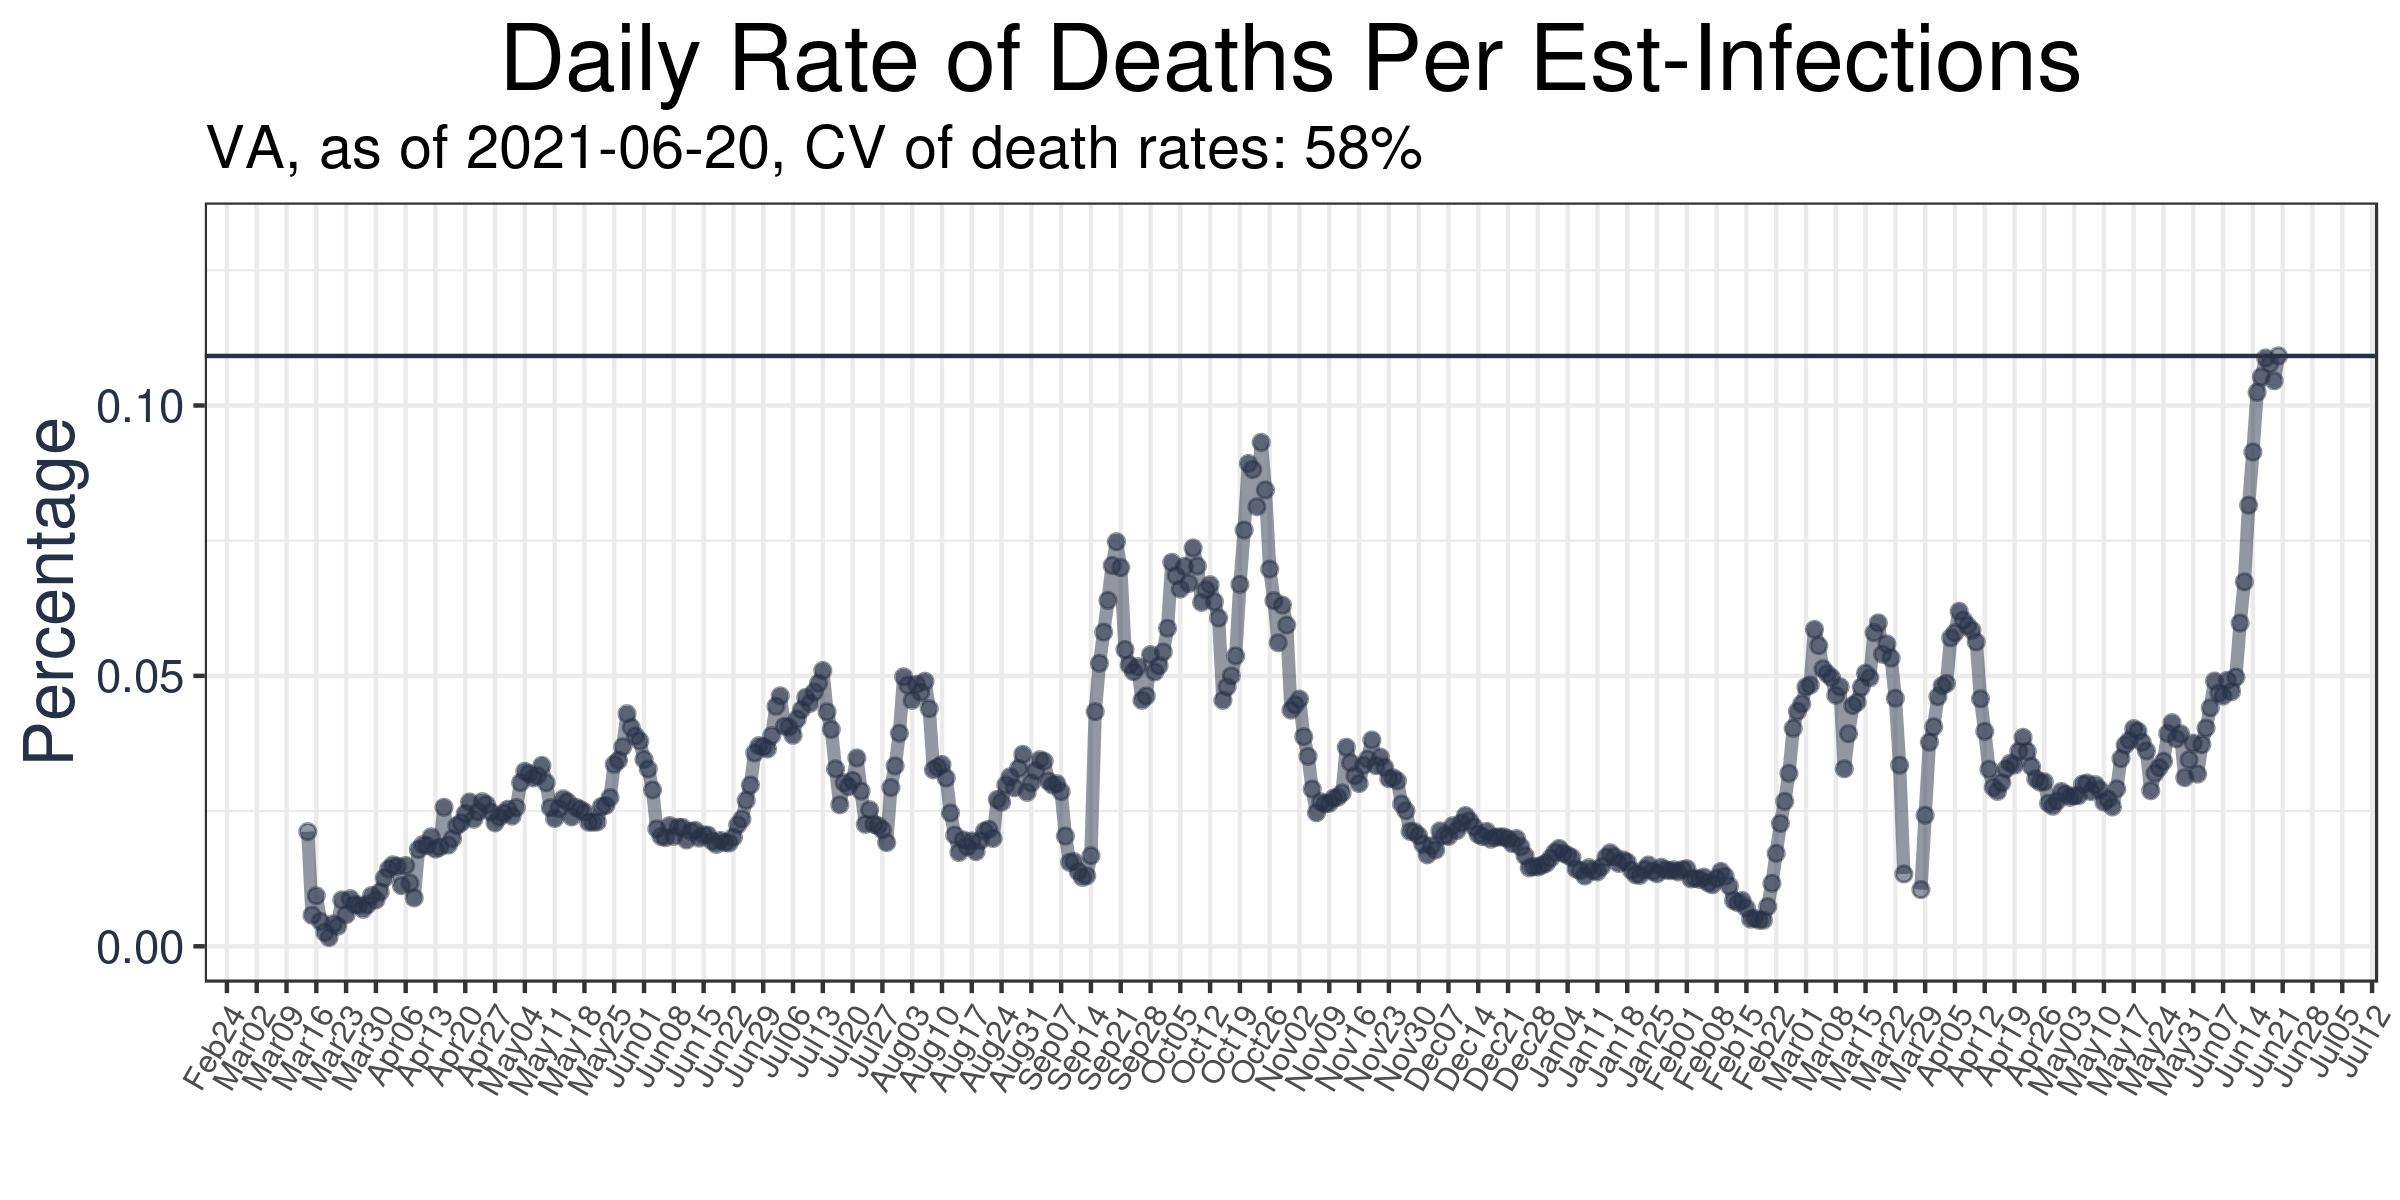 Daily Rate of Deaths Per Est-Infections
VA, as of 2021-06-20, CV of death rates: 58%
Percentage
0.10
0.05
0.00
Feb24
Mar02
Mar09
Mar16
Mar23
Mar30
Apr06
Apr13
Apr20
Apr27
May04
May11
May18
May25
Jun01
Jun08
Jun15
Jun22
Jun29
Jul06
Jul13
Jul20
Jul27
Aug03
Aug10
Aug17
Aug24
Aug31
Sep07
Sep14
Sep21
Sep28
Oct05
Oct12
Oct19
Oct26
Nov02
Nov09
Nov16
Nov23
Nov30
Dec07
Dec14
Dec21
Dec28
Jan04
Jan11
Jan18
Jan25
Feb01
Feb08
Feb15
Feb22
Mar01
Mar08
Mar15
Mar22
Mar29
Apr05
Apr12
Apr19
Apr26
May03
May10
May17
May24
May31
Jun07
Jun14
Jun21
Jun28
Jul05
Jul12